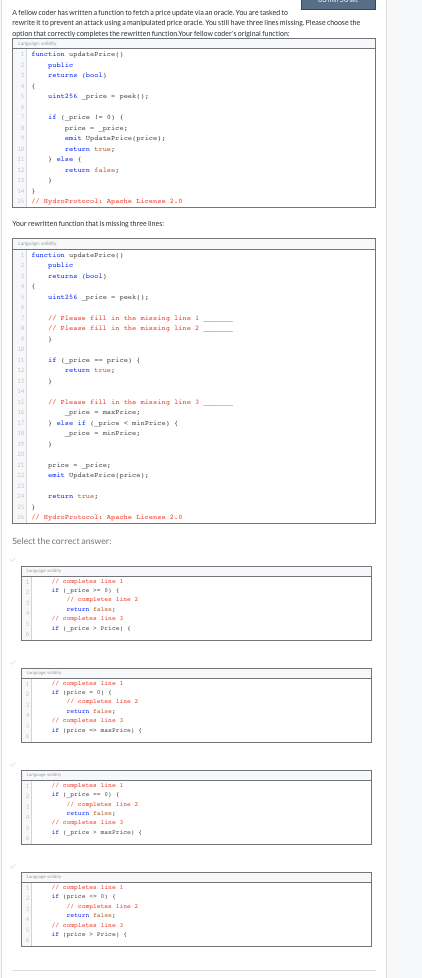 A fellow coder has written a function to fetch a price update via an oracle. You are tasked to
rewrite it to prevent an attack using a manipulated price oracle. You still have three lines missing. Please choose the
option that correctly completes the rewritten function.Your fellow coder's original function:
Language solidity
1 function updatePrice()
2 public
3 returns (bool)
4 {
5 uint256 _price = peek();
6
7 if (_price != 0) {
8 price = _price;
9 emit UpdatePrice(price);
10 return true;
11 } else {
12 return false;
13 }
14 }
15 // HydroProtocol: Apache License 2.0
Your rewritten function that is missing three lines:
Language solidity
1 function updatePrice()
2 public
3 returns (bool)
4 {
5 uint256 _price = peek();
6
7 // Please fill in the missing line 1 _______
8 // Please fill in the missing line 2 _______
9 }
10
11 if (_price == price) {
12 return true;
13 }
14
15 // Please fill in the missing line 3 _______
16 _price = maxPrice;
17 } else if (_price < minPrice) {
18 _price = minPrice;
19 }
20
21 price = _price;
22 emit UpdatePrice(price);
23
24 return true;
25 }
26 // HydroProtocol: Apache License 2.0
Select the correct answer:
Language solidity
1 // completes line 1
2 if (_price >= 0) {
3 // completes line 2
4 return false;
5 // completes line 3
6 if (_price > Price) {
Language solidity
1 // completes line 1
2 if (price = 0) {
3 // completes line 2
4 return false;
5 // completes line 3
6 if (price => maxPrice) {
Language solidity
1 // completes line 1
2 if (_price == 0) {
3 // completes line 2
4 return false;
5 // completes line 3
6 if (_price > maxPrice) {
Language solidity
1 // completes line 1
2 if (price <= 0) {
3 // completes line 2
4 return false;
5 // completes line 3
6 if (price > Price) {